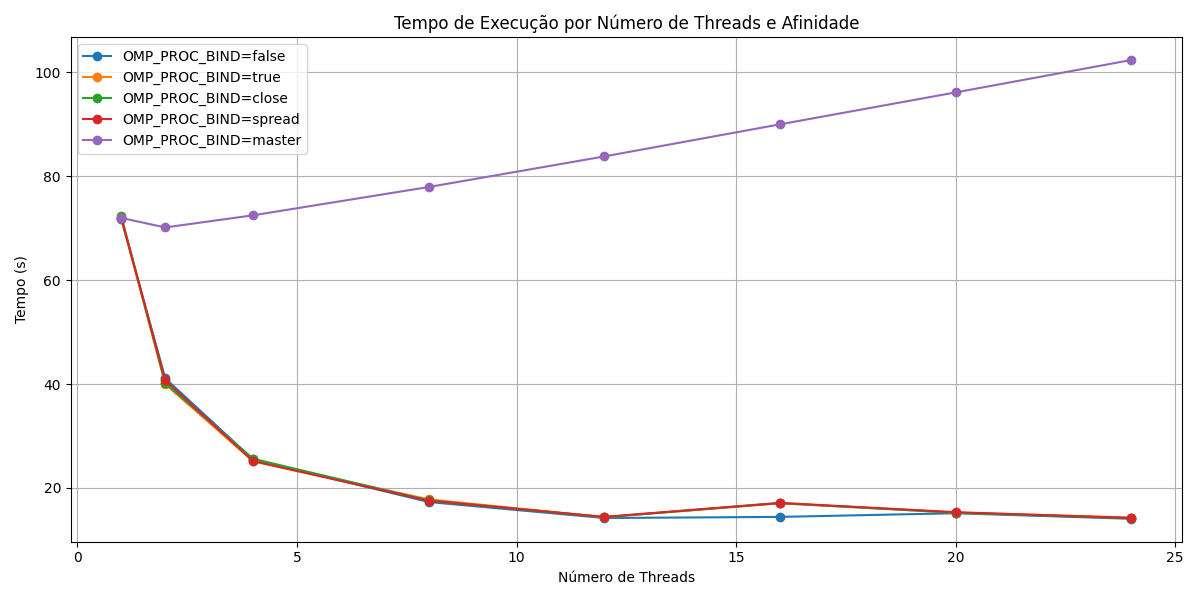 Tempo de Execução por Número de Threads e Afinidade
OMP_PROC_BIND=false
OMP_PROC_BIND=true
OMP_PROC_BIND=close
OMP_PROC_BIND=spread
OMP_PROC_BIND=master
100
80
60
40
20
Tempo (s)
0 5 10 15 20 25
Número de Threads